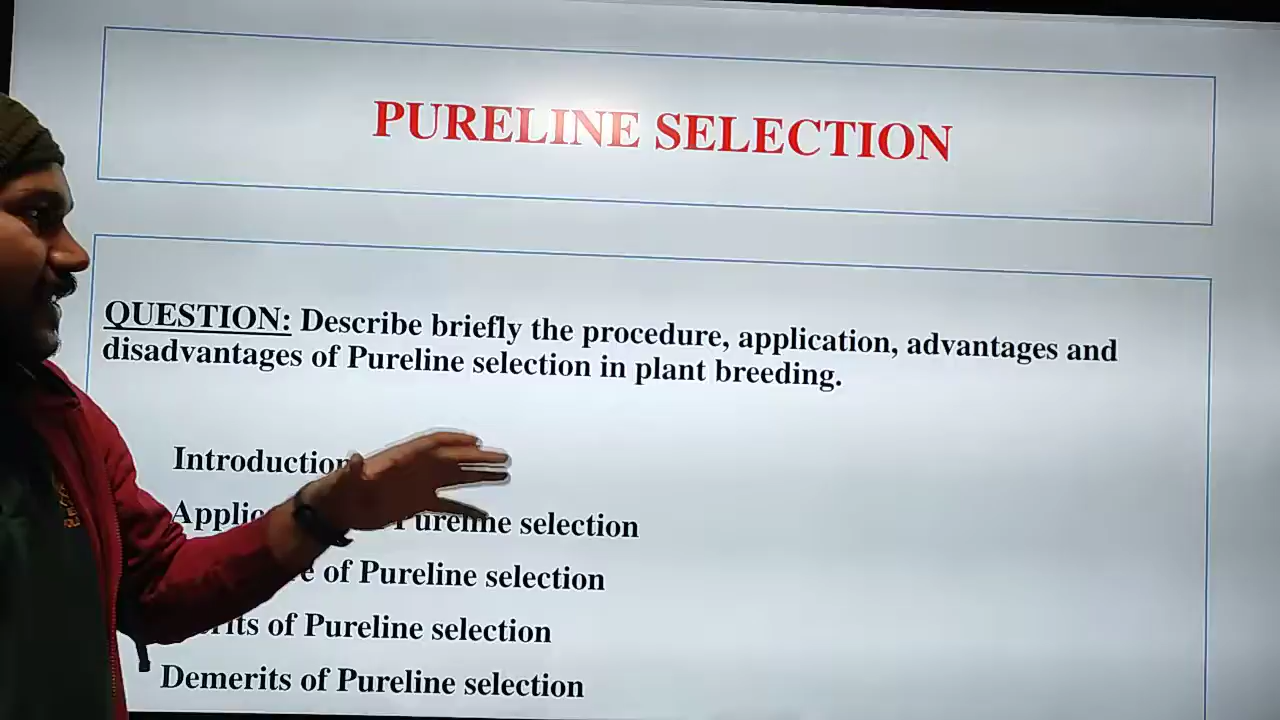 PURELINE SELECTION
QUESTION: Describe briefly the procedure, application, advantages and
disadvantages of Pureline selection in plant breeding.
Introduction
Pureline selection
of Pureline selection
of Pureline selection
Demerits of Pureline selection